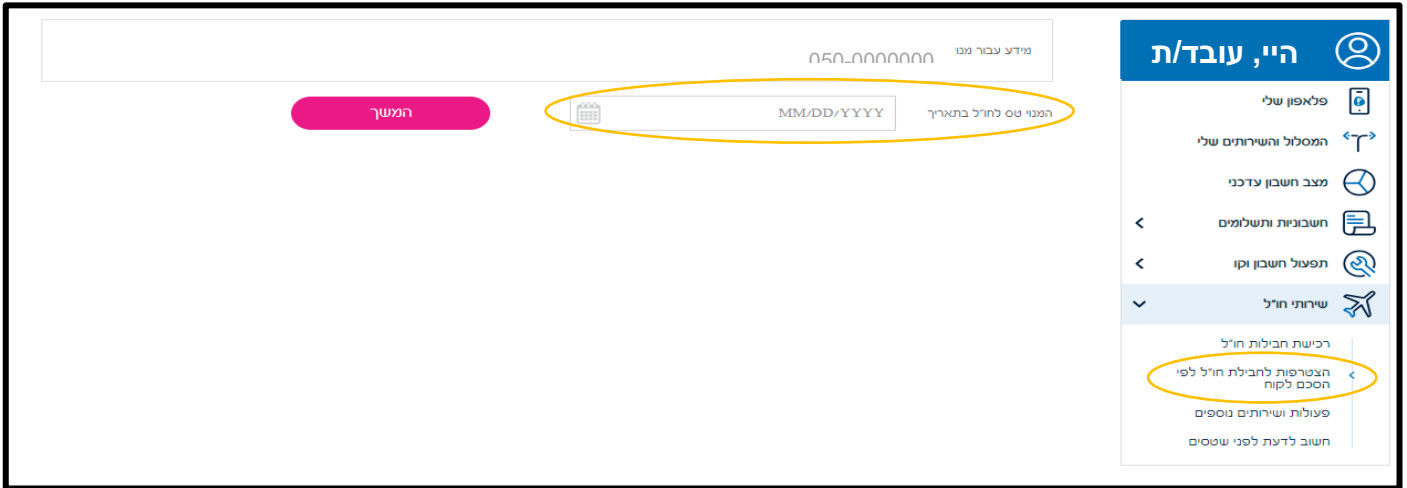 היי, עובד/ת
פלאפון שלי
המסלול והשירותים שלי
מצב חשבון עדכני
חשבוניות ותשלומים
תפעול חשבון וקו
שירותי חו״ל
רכישת חבילות חו״ל
הצטרפות לחבילת חו״ל לפי
הסכם לקוח
פעולות ושירותים נוספים
חשוב לדעת לפני שטסים
מידע עבור מנוי 050-0000000
המנוי טס לחו״ל בתאריך MM/DD/YYYY
המשך